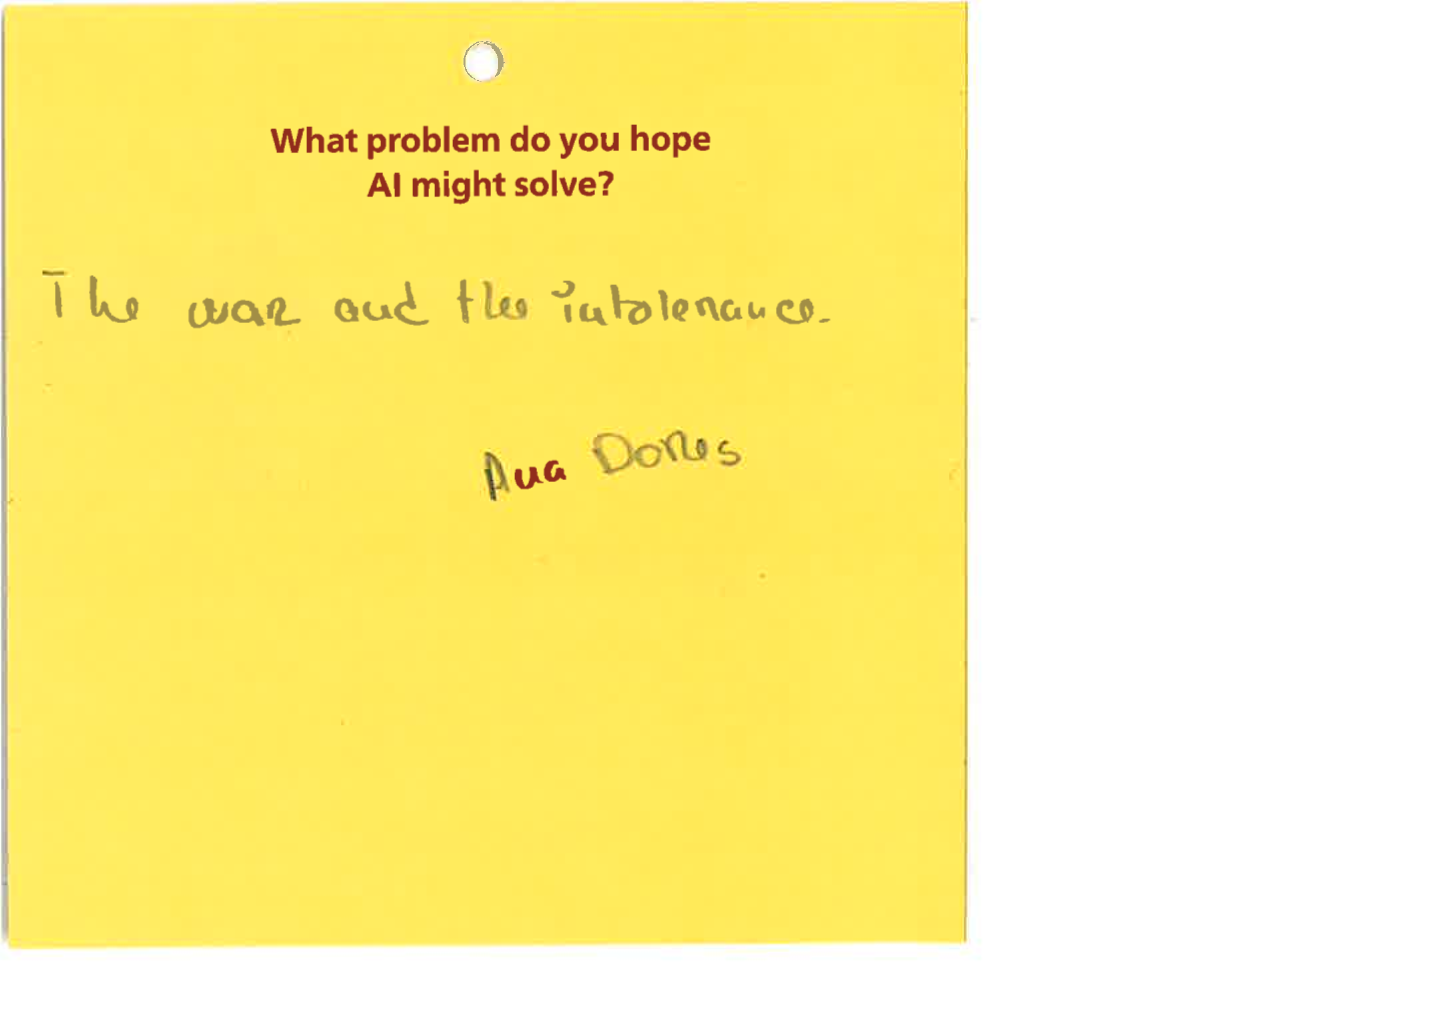 What problem do you hope
AI might solve?
The war and the intolerance.
Ana Dores